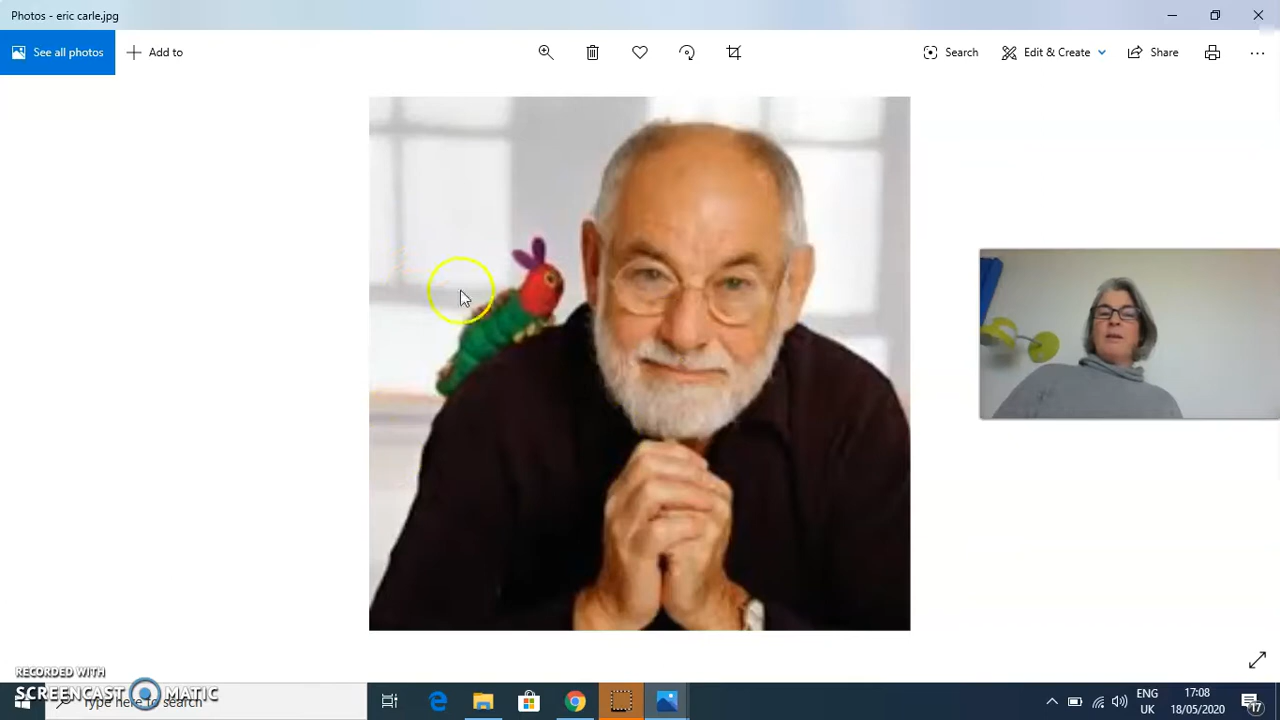 Photos - eric carle.jpg
See all photos
Add to
Search
Edit & Create
Share
RECORDED WITH
SCREENCAST MATIC
Type here to search
ENG
UK
17:08
18/05/2020
17